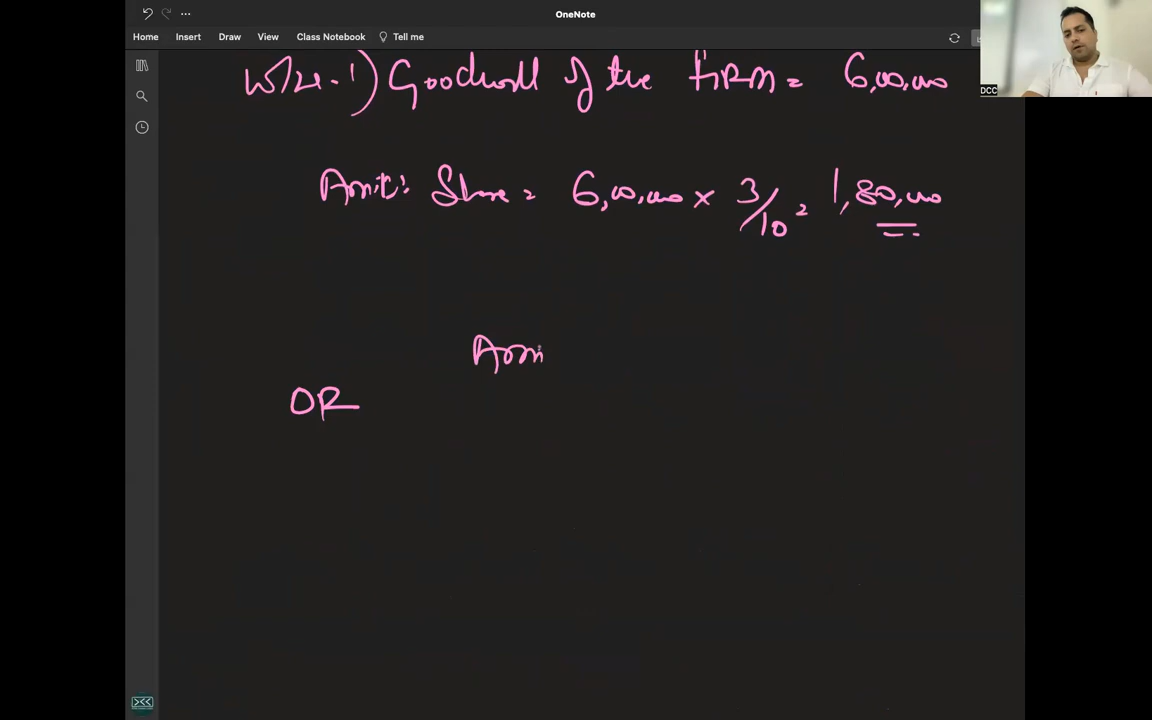 OneNote
Home Insert Draw View Class Notebook Tell me
W/N-1) Goodwill of the FIRM = 6,00,000
DCC
Amit's Share = 6,00,000 x 3/10 = 1,80,000
Ami
OR